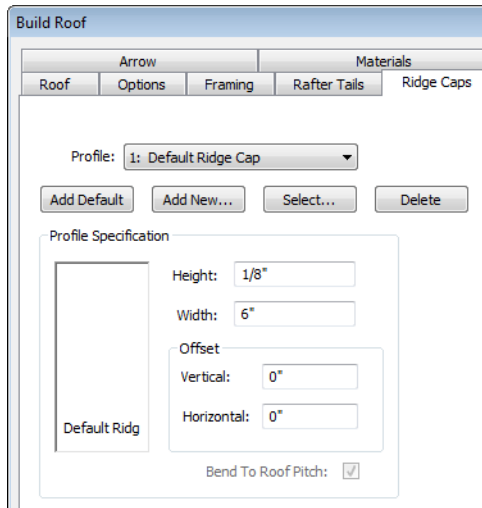 Build Roof
Arrow Materials
Roof Options Framing Rafter Tails Ridge Caps
Profile: 1: Default Ridge Cap
Add Default Add New... Select... Delete
Profile Specification
Height: 1/8"
Width: 6"
Offset
Vertical: 0"
Horizontal: 0"
Default Ridg
Bend To Roof Pitch: